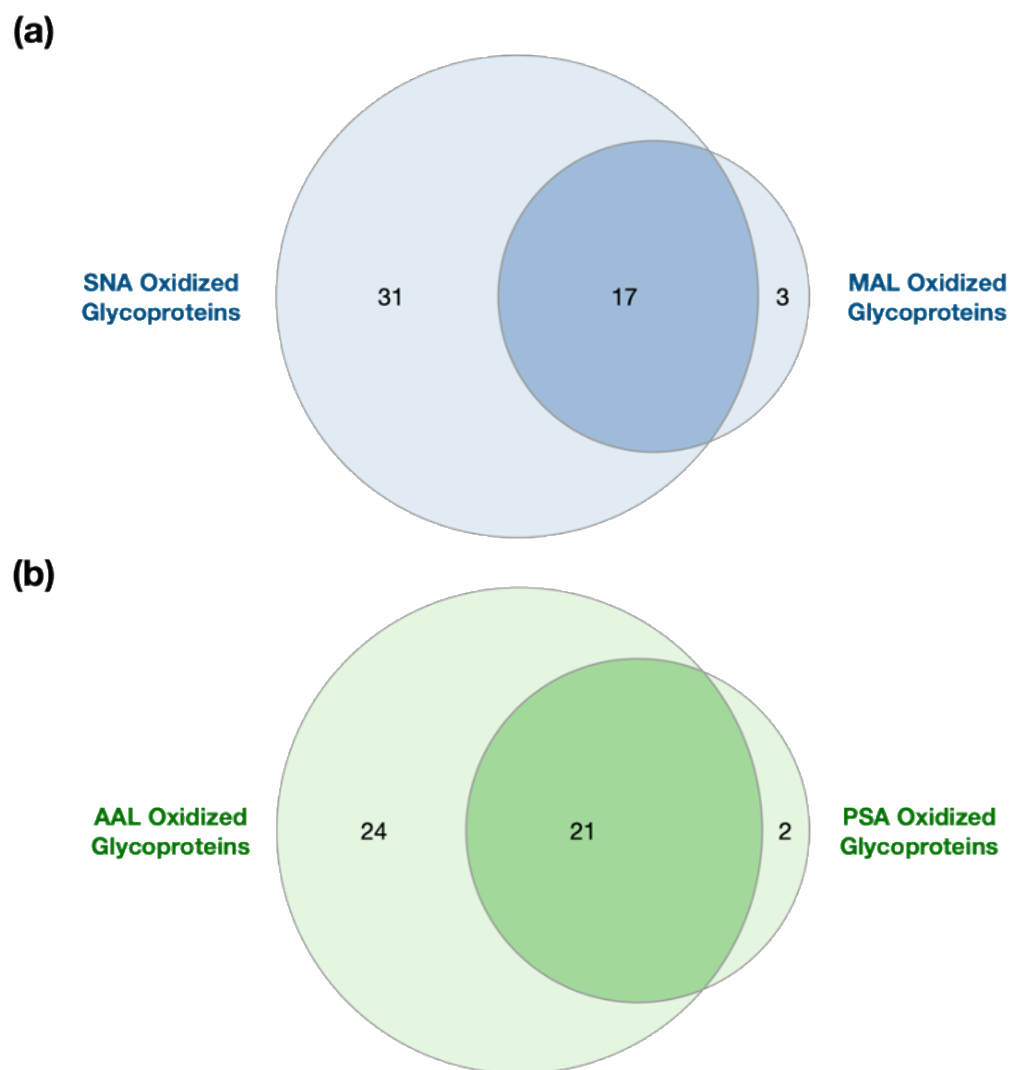 (a)
SNA Oxidized
Glycoproteins
31
17
3
MAL Oxidized
Glycoproteins
(b)
AAL Oxidized
Glycoproteins
24
21
2
PSA Oxidized
Glycoproteins